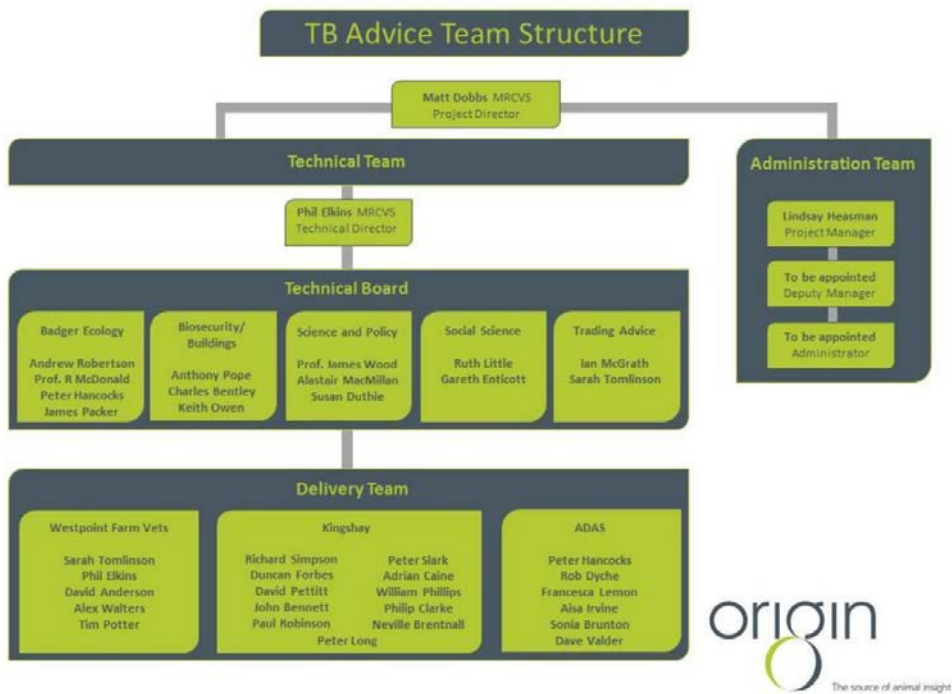 TB Advice Team Structure
Matt Dobbs MRCVS
Project Director
Technical Team
Phil Elkins MRCVS
Technical Director
Technical Board
Badger Ecology
Andrew Robertson
Prof. R McDonald
Peter Hancocks
James Packer
Biosecurity/
Buildings
Anthony Pope
Charles Bentley
Keith Owen
Science and Policy
Prof. James Wood
Alastair MacMillan
Susan Duthie
Social Science
Ruth Little
Gareth Enticott
Trading Advice
Ian McGrath
Sarah Tomlinson
Delivery Team
Westpoint Farm Vets
Sarah Tomlinson
Phil Elkins
David Anderson
Alex Walters
Tim Potter
Kingshay
Richard Simpson
Duncan Forbes
David Pettitt
John Bennett
Paul Robinson
Peter Slark
Adrian Caine
William Phillips
Philip Clarke
Neville Brentnall
Peter Long
ADAS
Peter Hancocks
Rob Dyche
Francesca Lemon
Aisa Irvine
Sonia Brunton
Dave Valder
Administration Team
Lindsay Heasman
Project Manager
To be appointed
Deputy Manager
To be appointed
Administrator
origin
The source of animal insight